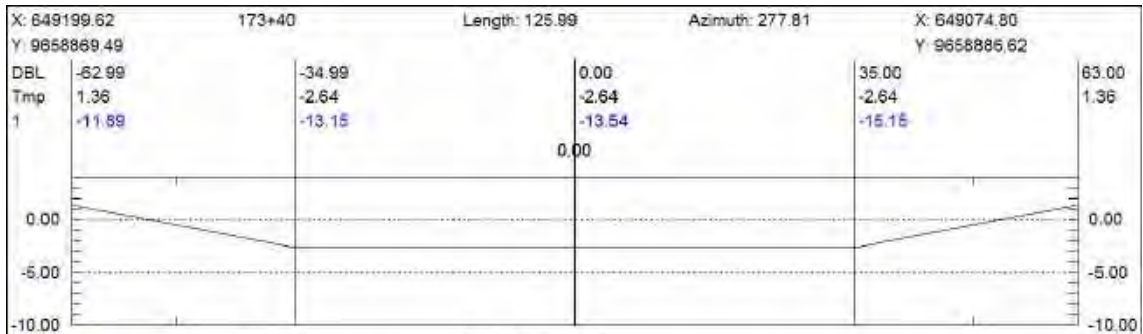 X: 649199.62 173+40 Length: 125.99 Azimuth: 277.81 X: 649074.80
Y: 9658869.49 Y: 9658886.62
DBL -62.99 -34.99 0.00 35.00 63.00
Tmp 1.36 -2.64 -2.64 -2.64 1.36
1 -11.89 -13.15 -13.54 -15.15
0.00
0.00 0.00
-5.00 -5.00
-10.00 -10.00